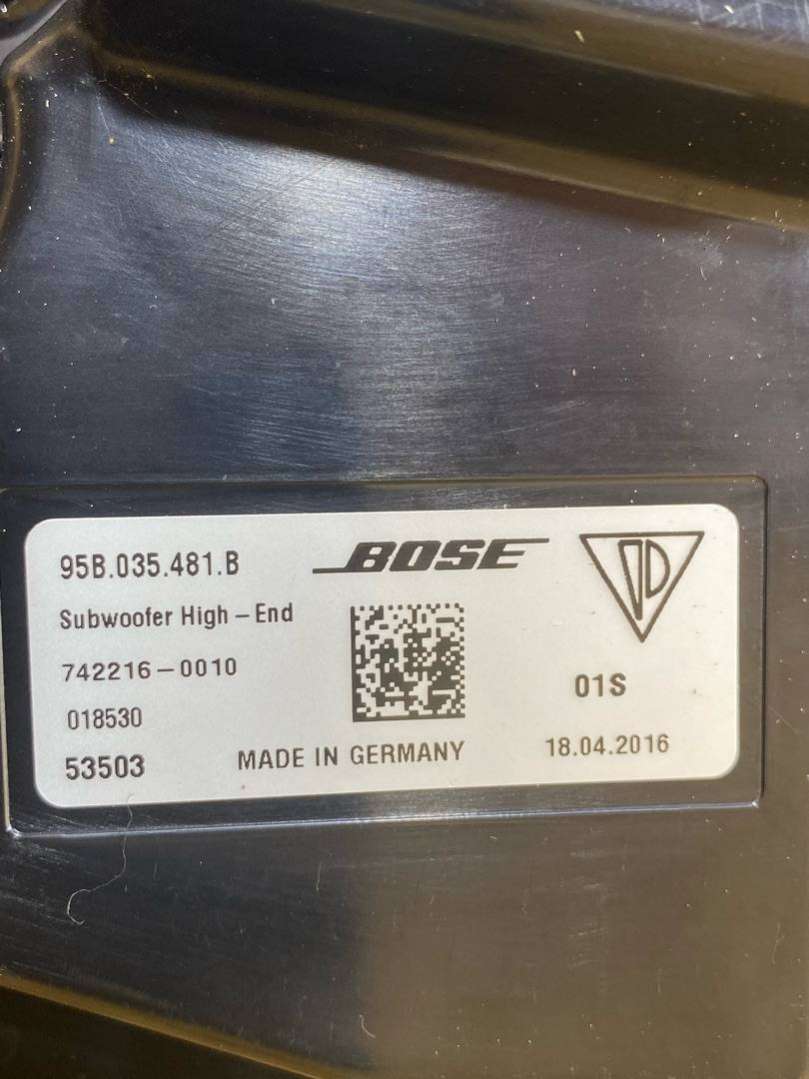 95B.035.481.B
BOSE
Subwoofer High-End
742216-0010
018530
53503
MADE IN GERMANY
01S
18.04.2016